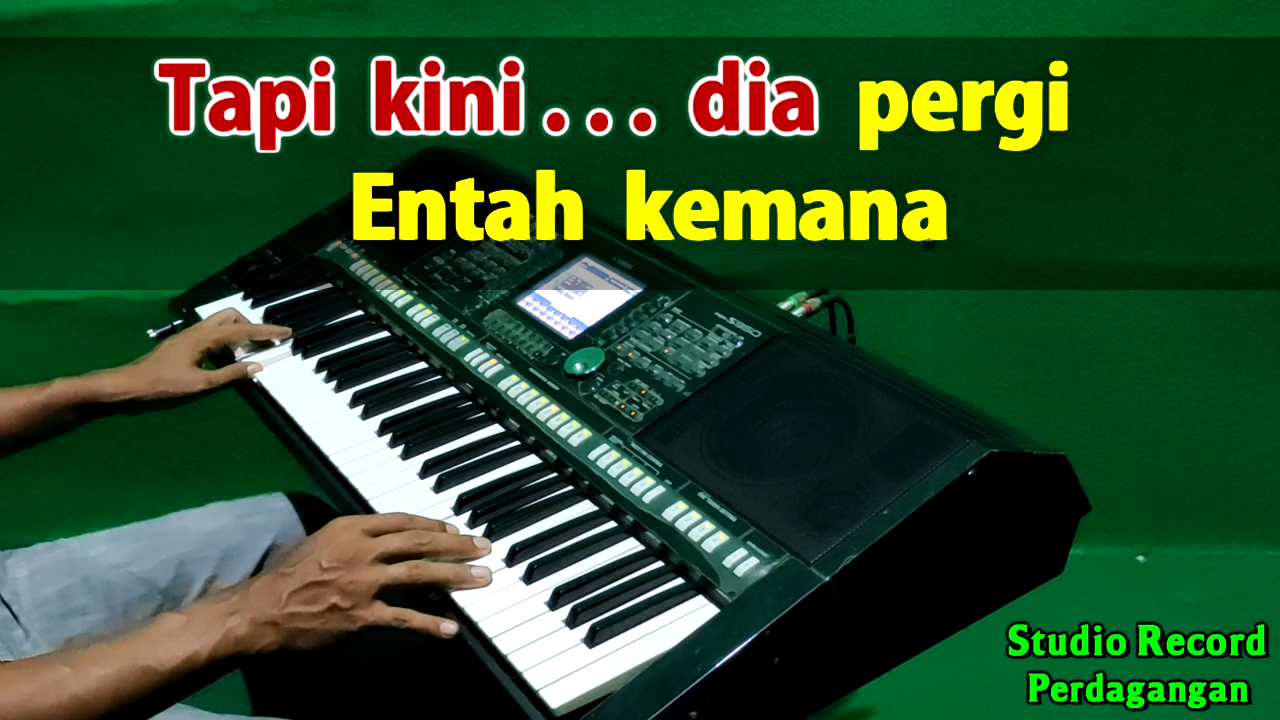 Tapi kini... dia pergi
Entah kemana
Studio Record
Perdagangan